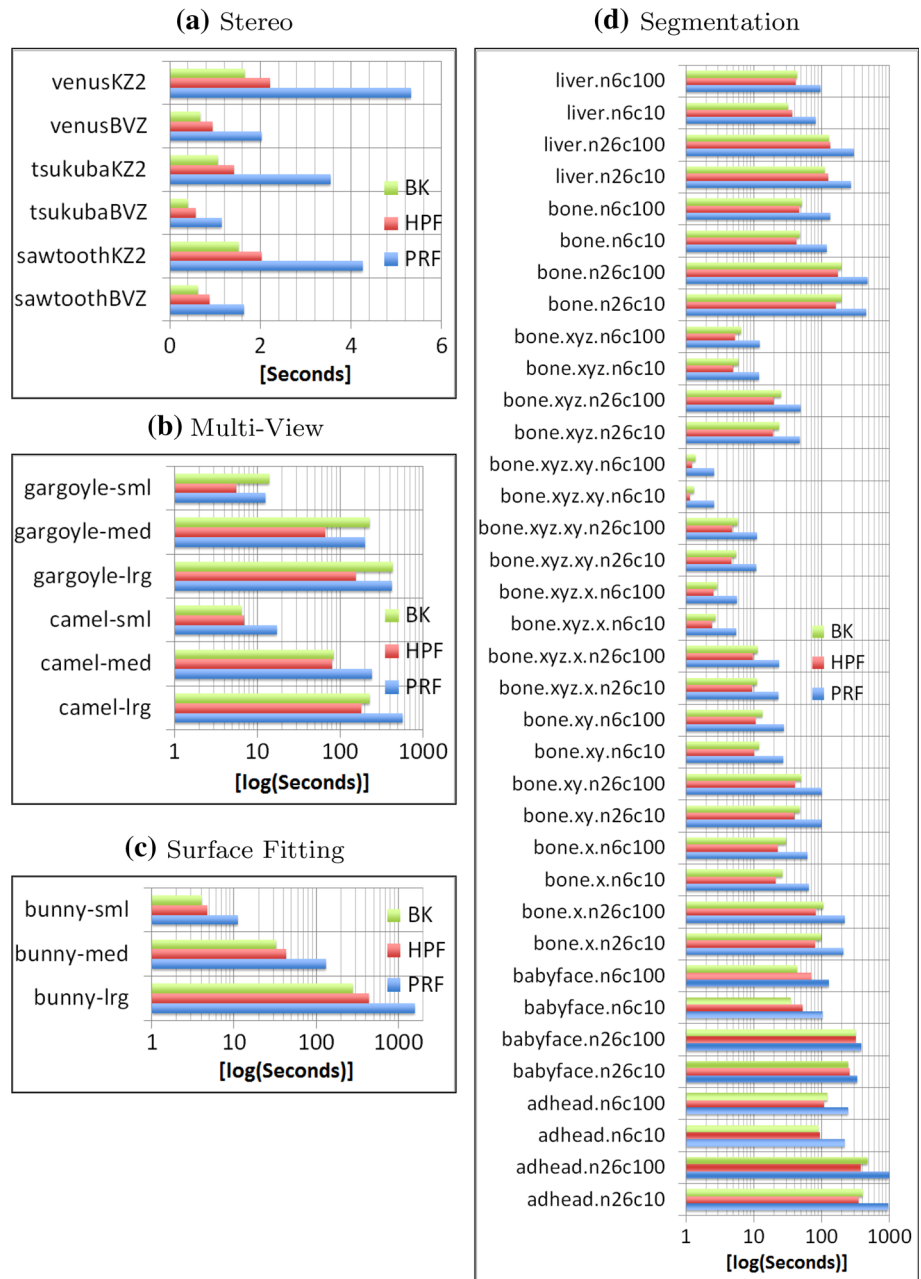 (a) Stereo
venusKZ2
venusBVZ
tsukubaKZ2
tsukubaBVZ
sawtoothKZ2
sawtoothBVZ
BK
HPF
PRF
0 2 4 6
[Seconds]
(b) Multi-View
gargoyle-sml
gargoyle-med
gargoyle-lrg
camel-sml
camel-med
camel-lrg
BK
HPF
PRF
1 10 100 1000
[log(Seconds)]
(c) Surface Fitting
bunny-sml
bunny-med
bunny-lrg
BK
HPF
PRF
1 10 100 1000
[log(Seconds)]
(d) Segmentation
liver.n6c100
liver.n6c10
liver.n26c100
liver.n26c10
bone.n6c100
bone.n6c10
bone.n26c100
bone.n26c10
bone.xyz.n6c100
bone.xyz.n6c10
bone.xyz.n26c100
bone.xyz.n26c10
bone.xyz.xy.n6c100
bone.xyz.xy.n6c10
bone.xyz.xy.n26c100
bone.xyz.xy.n26c10
bone.xyz.x.n6c100
bone.xyz.x.n6c10
bone.xyz.x.n26c100
bone.xyz.x.n26c10
bone.xy.n6c100
bone.xy.n6c10
bone.xy.n26c100
bone.xy.n26c10
bone.x.n6c100
bone.x.n6c10
bone.x.n26c100
bone.x.n26c10
babyface.n6c100
babyface.n6c10
babyface.n26c100
babyface.n26c10
adhead.n6c100
adhead.n6c10
adhead.n26c100
adhead.n26c10
BK
HPF
PRF
1 10 100 1000
[log(Seconds)]